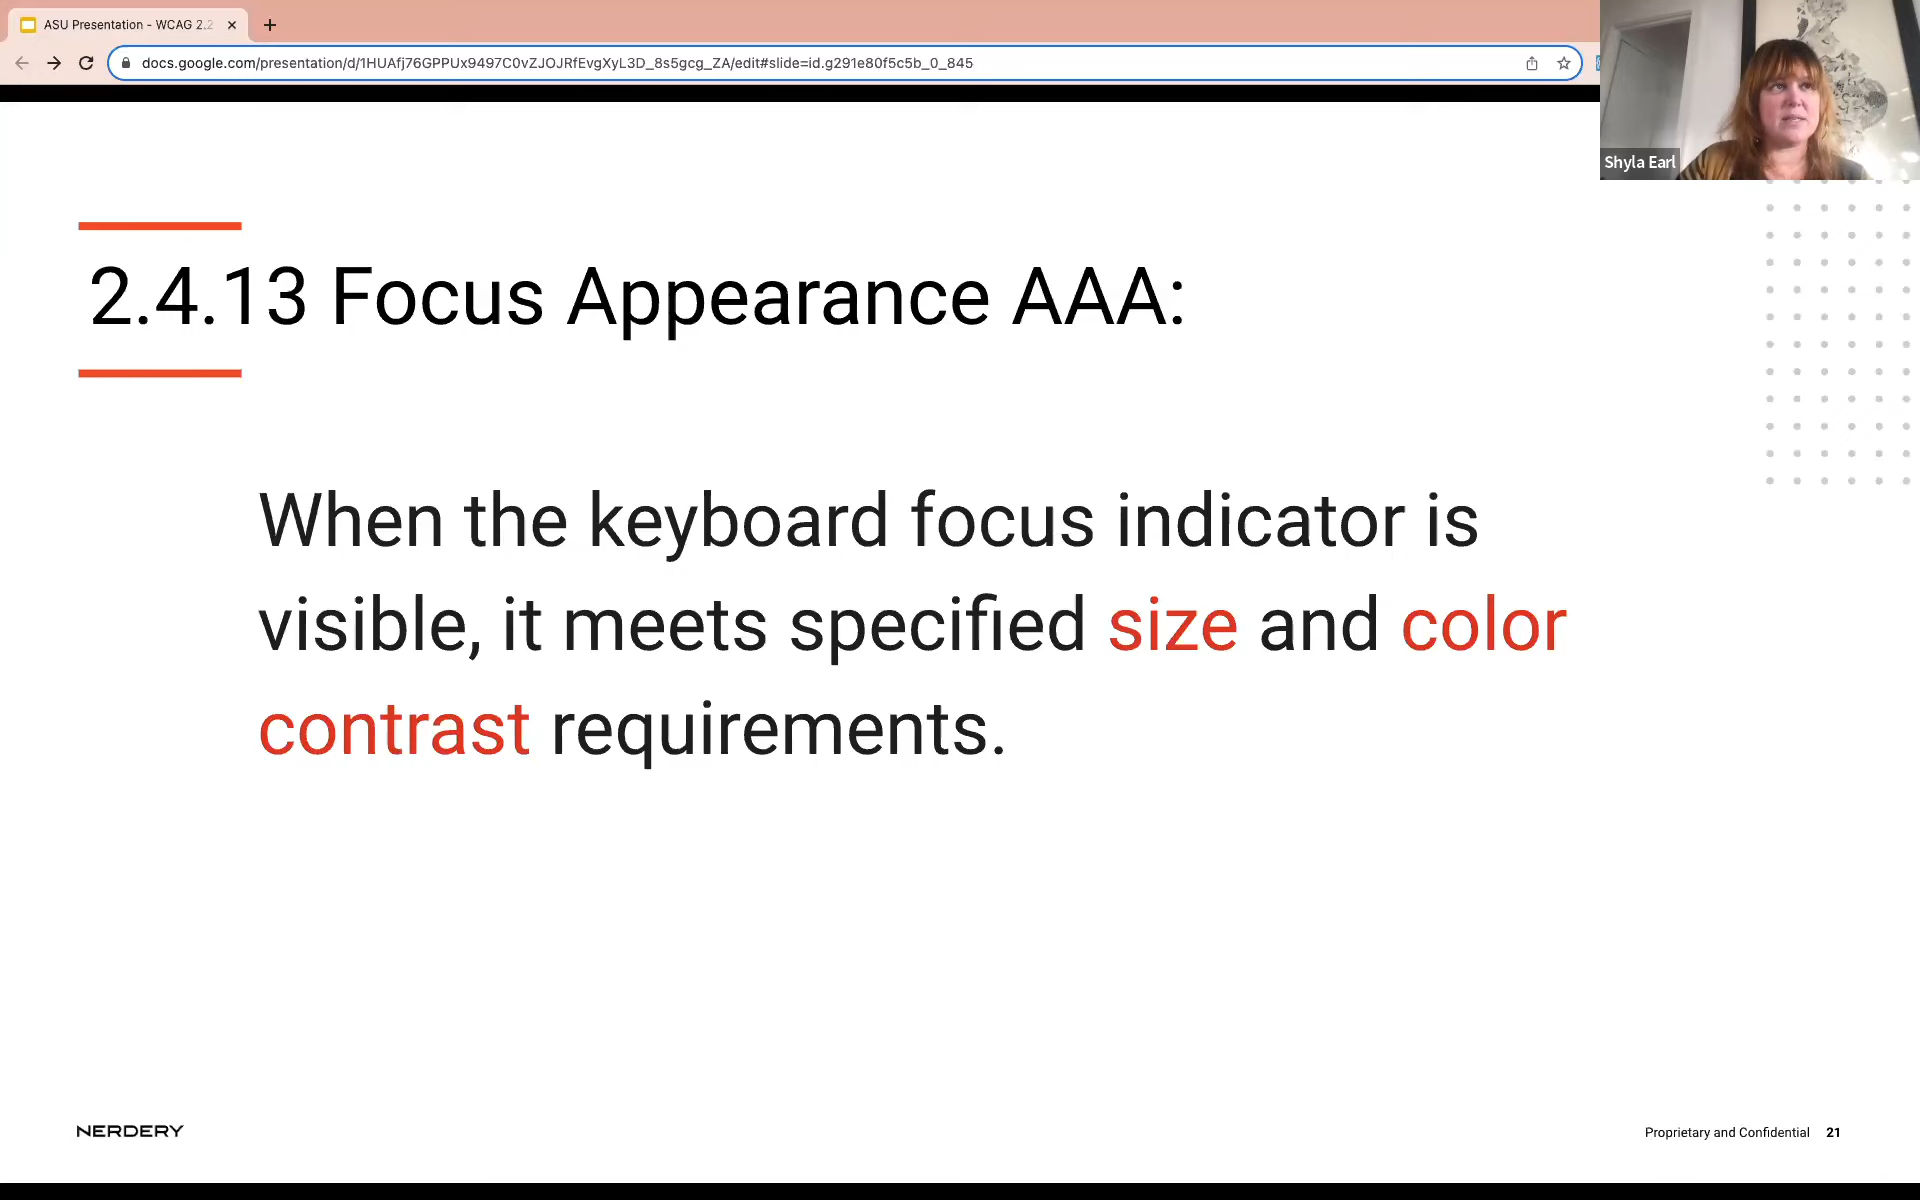 ASU Presentation - WCAG 2.2
docs.google.com/presentation/d/1HUAfj76GPPUx9497C0vZJOJRfEvgXyL3D_8s5gcg_ZA/edit#slide=id.g291e80f5c5b_0_845
Shyla Earl
2.4.13 Focus Appearance AAA:
When the keyboard focus indicator is
visible, it meets specified size and color
contrast requirements.
NERDERY
Proprietary and Confidential 21